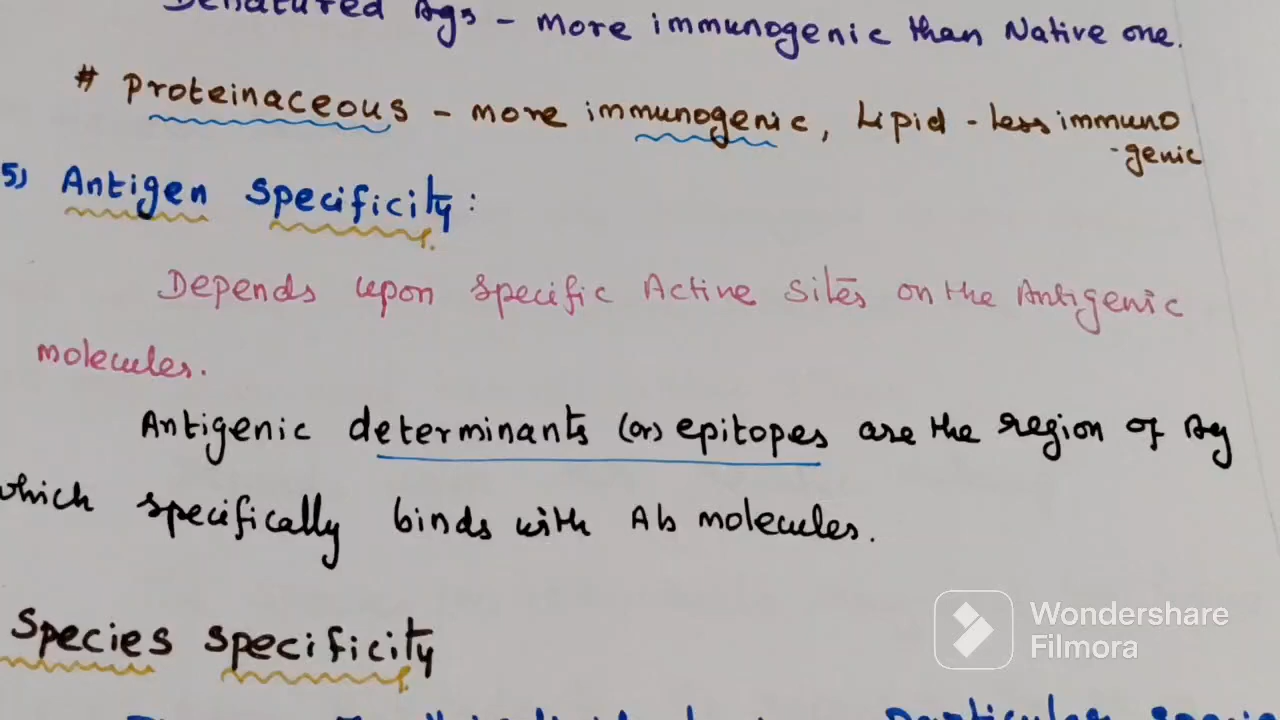 Denatured Ags - More immunogenic than Native one.
# Proteinaceous - more immunogenic, Lipid - less immuno
-genic
5) Antigen Specificity:
Depends upon specific Active sites on the Antigenic
molecules.
Antigenic determinants (or) epitopes are the region of Ag
which specifically binds with Ab molecules.
Species specificity
Wondershare
Filmora